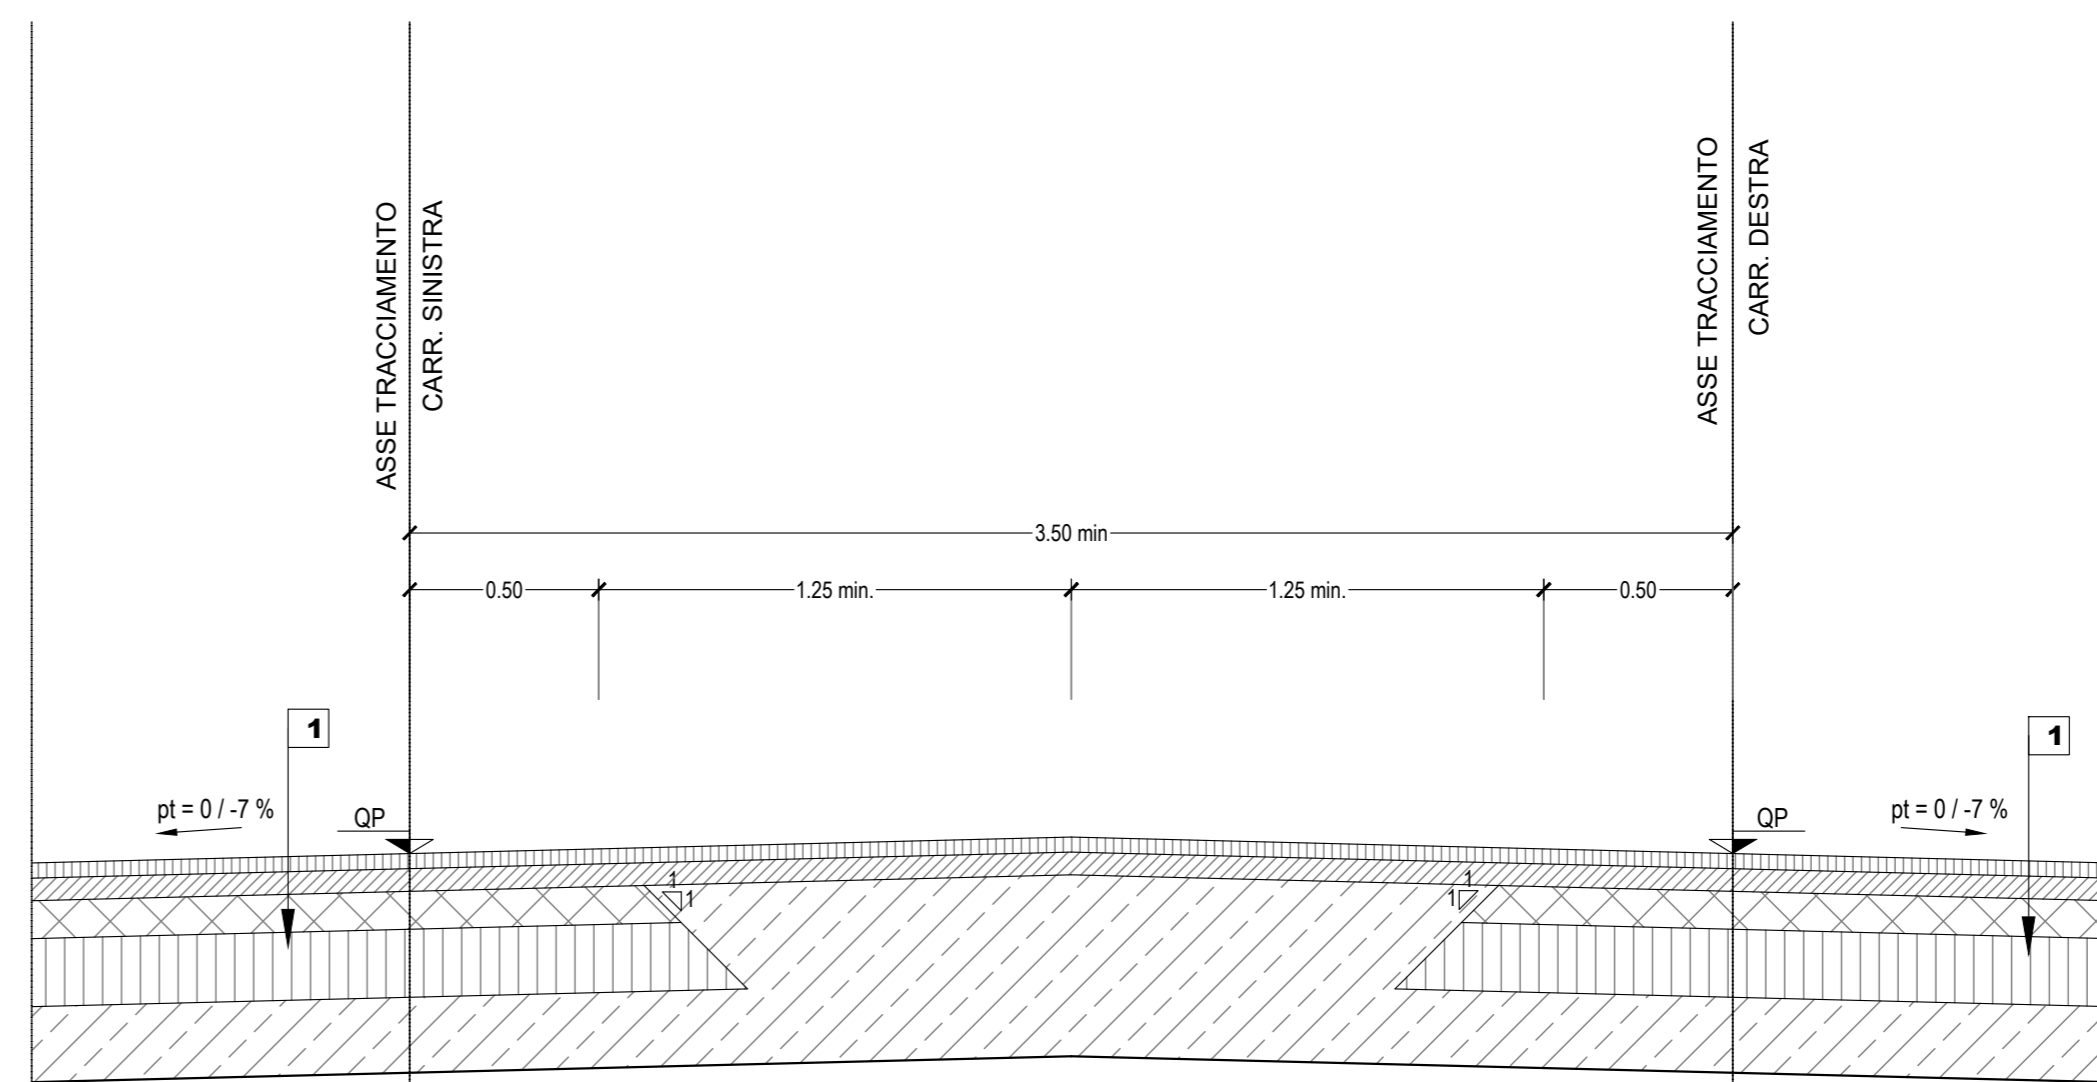 ASSE TRACCIAMENTO
CARR. SINISTRA
ASSE TRACCIAMENTO
CARR. DESTRA
3.50 min
0.50
1.25 min.
1.25 min.
0.50
1
1
pt = 0 / -7 %
QP
QP
pt = 0 / -7 %
1
1
1
1